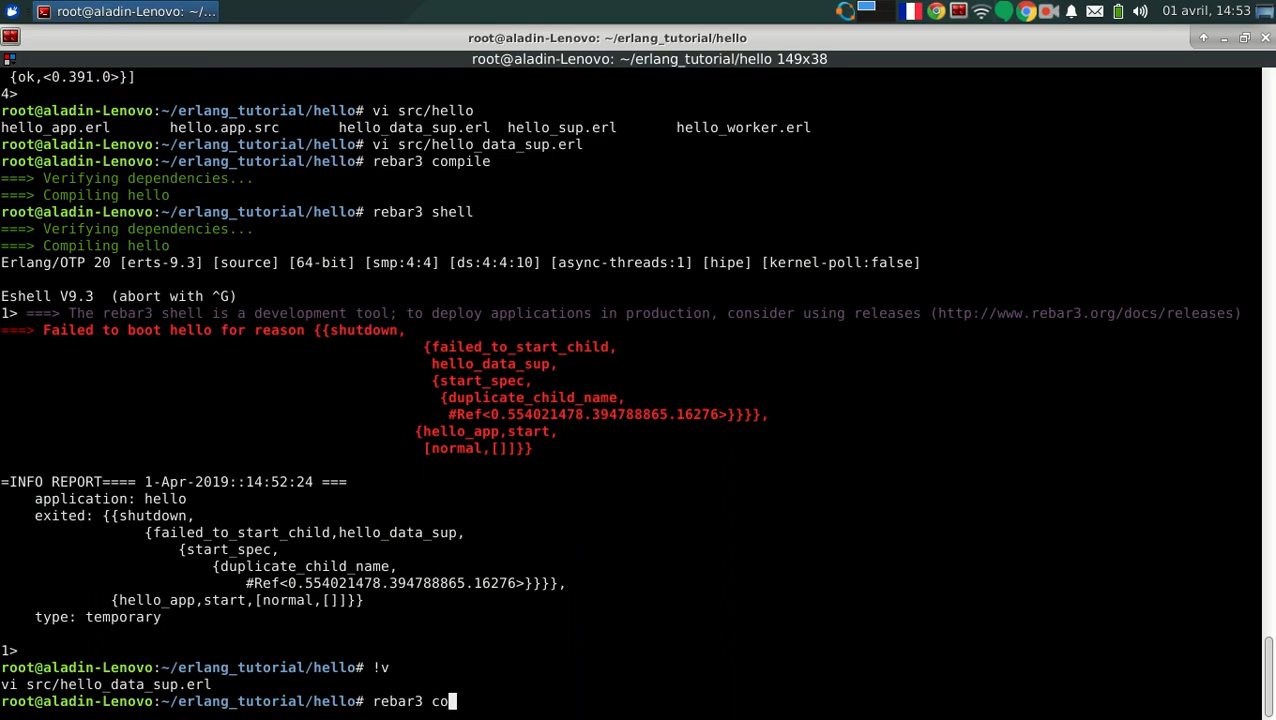 root@aladin-Lenovo: ~/...
01 avril, 14:53
root@aladin-Lenovo: ~/erlang_tutorial/hello
root@aladin-Lenovo: ~/erlang_tutorial/hello 149x38
{ok,<0.391.0>}]
4>
root@aladin-Lenovo:~/erlang_tutorial/hello# vi src/hello
hello_app.erl hello.app.src hello_data_sup.erl hello_sup.erl hello_worker.erl
root@aladin-Lenovo:~/erlang_tutorial/hello# vi src/hello_data_sup.erl
root@aladin-Lenovo:~/erlang_tutorial/hello# rebar3 compile
===> Verifying dependencies...
===> Compiling hello
root@aladin-Lenovo:~/erlang_tutorial/hello# rebar3 shell
===> Verifying dependencies...
===> Compiling hello
Erlang/OTP 20 [erts-9.3] [source] [64-bit] [smp:4:4] [ds:4:4:10] [async-threads:1] [hipe] [kernel-poll:false]
Eshell V9.3 (abort with ^G)
1> ===> The rebar3 shell is a development tool; to deploy applications in production, consider using releases (http://www.rebar3.org/docs/releases)
===> Failed to boot hello for reason {{shutdown,
{failed_to_start_child,
hello_data_sup,
{start_spec,
{duplicate_child_name,
#Ref<0.554021478.394788865.16276>}}}},
{hello_app,start,
[normal,[]]}}
=INFO REPORT==== 1-Apr-2019::14:52:24 ===
application: hello
exited: {{shutdown,
{failed_to_start_child,hello_data_sup,
{start_spec,
{duplicate_child_name,
#Ref<0.554021478.394788865.16276>}}}},
{hello_app,start,[normal,[]]}}
type: temporary
1>
root@aladin-Lenovo:~/erlang_tutorial/hello# !v
vi src/hello_data_sup.erl
root@aladin-Lenovo:~/erlang_tutorial/hello# rebar3 co